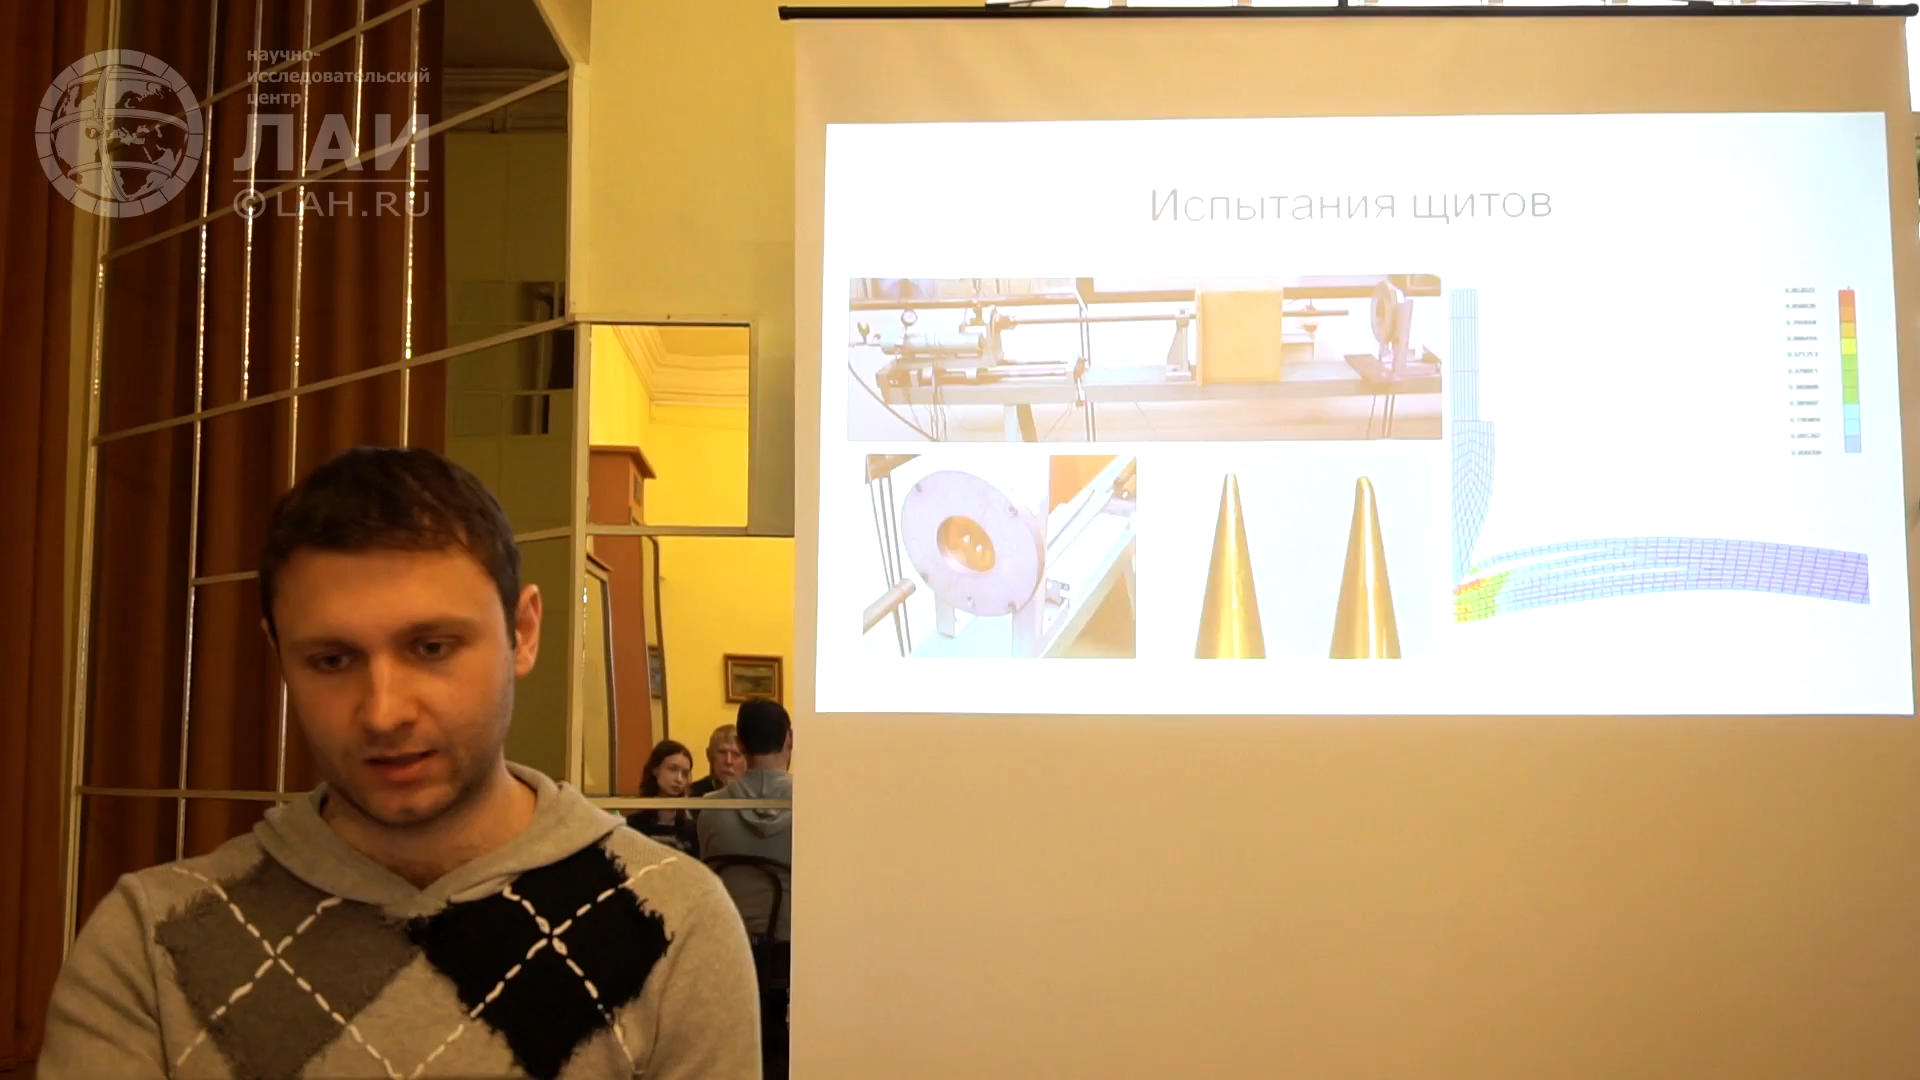 научно-
исследовательский
центр
ЛАИ
©LAH.RU
Испытания щитов